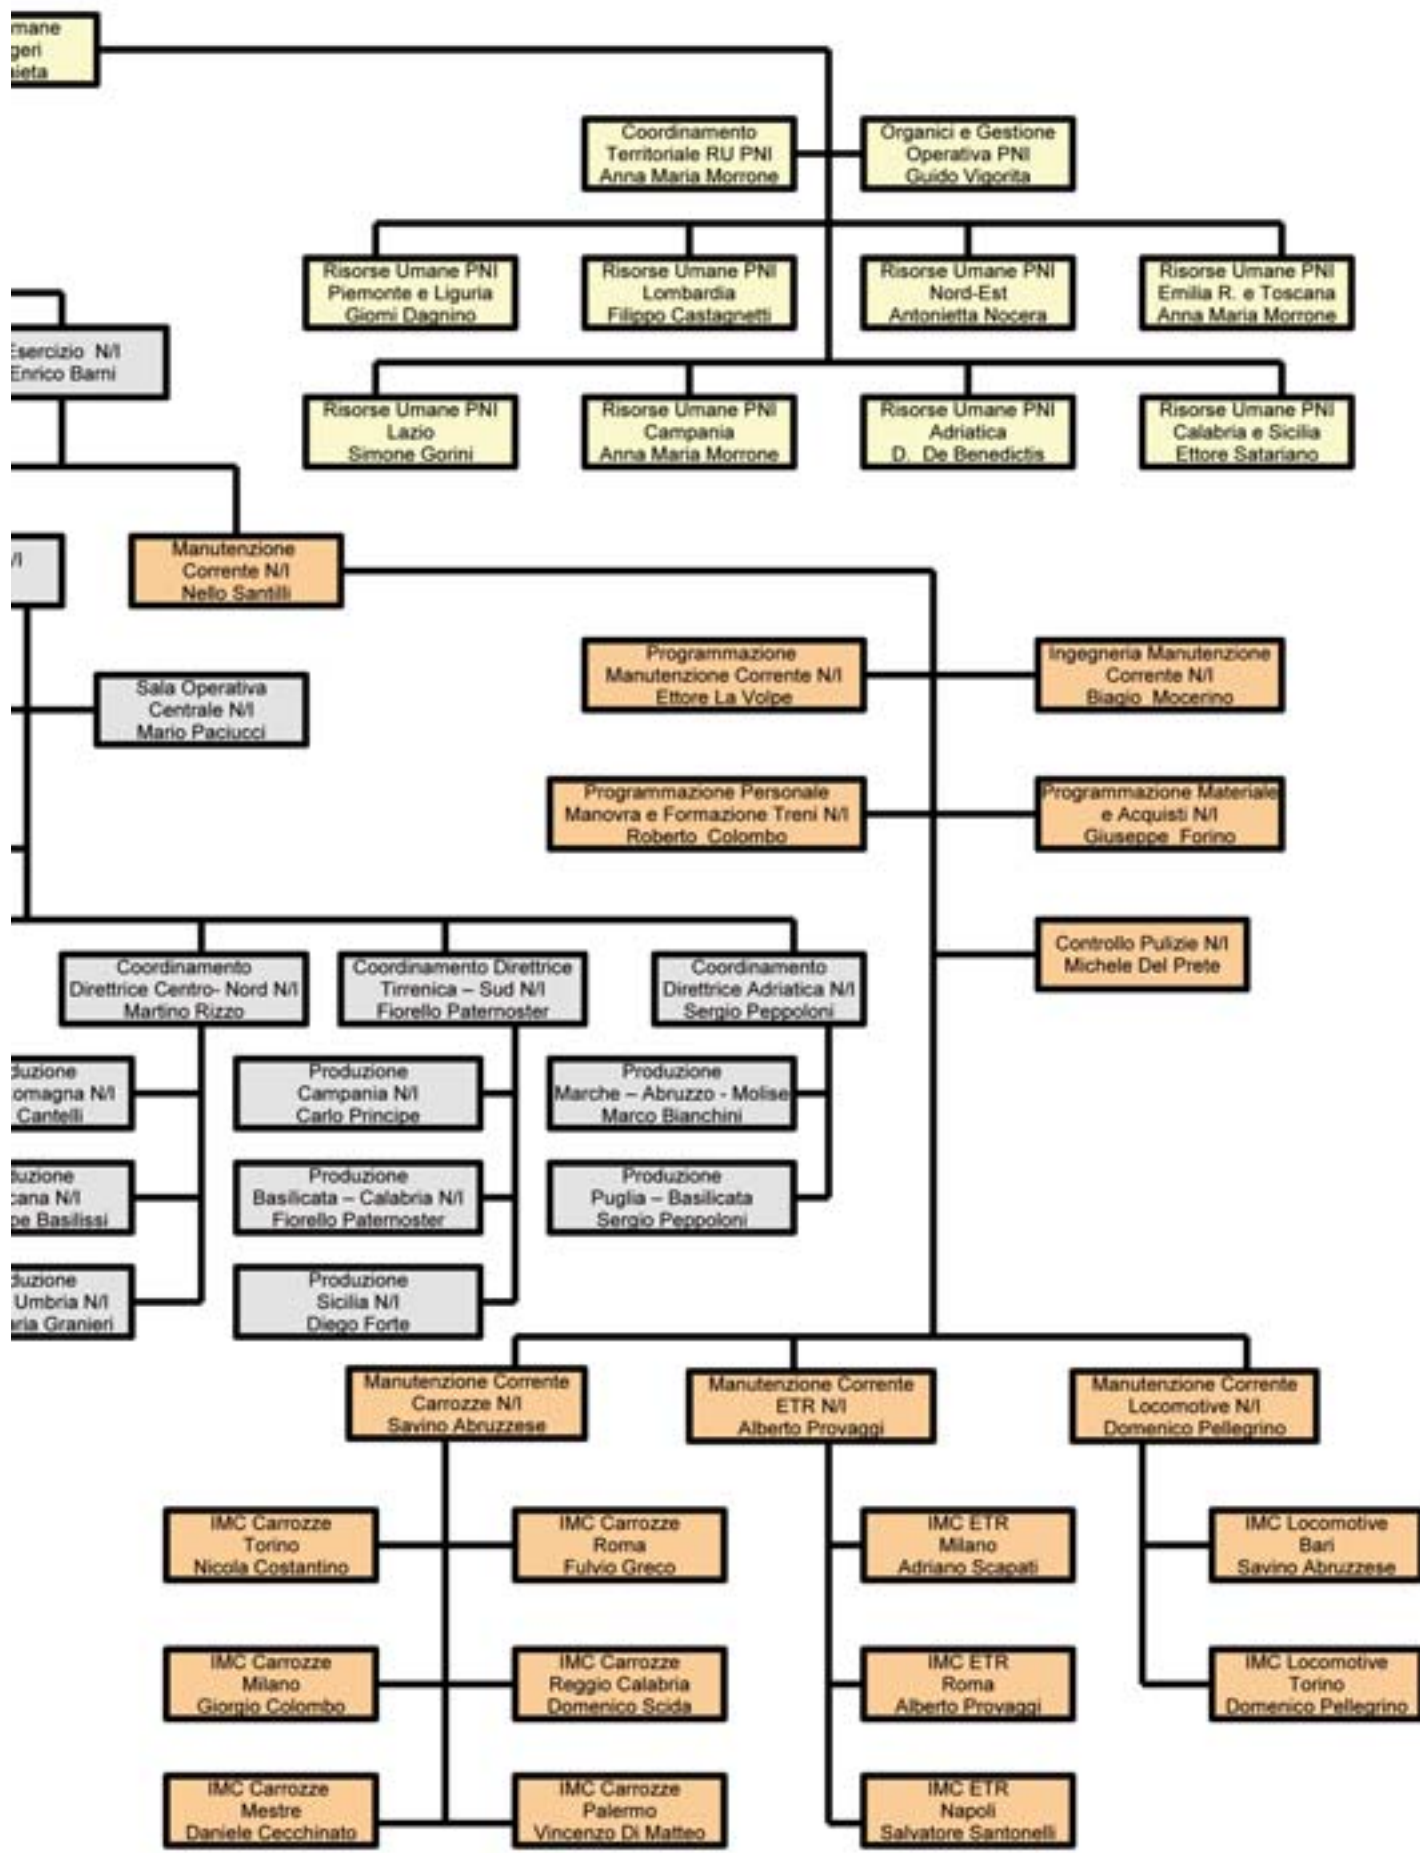 Coordinamento
Territoriale RU PNI
Anna Maria Morrone
Organici e Gestione
Operativa PNI
Guido Vigorita
Risorse Umane PNI
Piemonte e Liguria
Giomi Dagnino
Risorse Umane PNI
Lombardia
Filippo Castagnetti
Risorse Umane PNI
Nord-Est
Antonietta Nocera
Risorse Umane PNI
Emilia R. e Toscana
Anna Maria Morrone
Esercizio N/I
Enrico Barni
Risorse Umane PNI
Lazio
Simone Gorini
Risorse Umane PNI
Campania
Anna Maria Morrone
Risorse Umane PNI
Adriatica
D. De Benedictis
Risorse Umane PNI
Calabria e Sicilia
Ettore Satariano
Manutenzione
Corrente N/I
Nello Santilli
Programmazione
Manutenzione Corrente N/I
Ettore La Volpe
Ingegneria Manutenzione
Corrente N/I
Biagio Mocerino
Sala Operativa
Centrale N/I
Mario Paciucci
Programmazione Personale
Manovra e Formazione Treni N/I
Roberto Colombo
Programmazione Materiale
e Acquisti N/I
Giuseppe Forino
Controllo Pulizie N/I
Michele Del Prete
Coordinamento
Direttrice Centro- Nord N/I
Martino Rizzo
Coordinamento Direttrice
Tirrenica – Sud N/I
Fiorello Paternoster
Coordinamento
Direttrice Adriatica N/I
Sergio Peppoloni
N/I
Cantelli
Produzione
Campania N/I
Carlo Principe
Produzione
Marche – Abruzzo - Molise
Marco Bianchini
N/I
Basilissi
Produzione
Basilicata – Calabria N/I
Fiorello Paternoster
Produzione
Puglia – Basilicata
Sergio Peppoloni
Umbria N/I
Granieri
Produzione
Sicilia N/I
Diego Forte
Manutenzione Corrente
Carrozze N/I
Savino Abruzzese
Manutenzione Corrente
ETR N/I
Alberto Provaggi
Manutenzione Corrente
Locomotive N/I
Domenico Pellegrino
IMC Carrozze
Torino
Nicola Costantino
IMC Carrozze
Roma
Fulvio Greco
IMC ETR
Milano
Adriano Scapati
IMC Locomotive
Bari
Savino Abruzzese
IMC Carrozze
Milano
Giorgio Colombo
IMC Carrozze
Reggio Calabria
Domenico Scida
IMC ETR
Roma
Alberto Provaggi
IMC Locomotive
Torino
Domenico Pellegrino
IMC Carrozze
Mestre
Daniele Cecchinato
IMC Carrozze
Palermo
Vincenzo Di Matteo
IMC ETR
Napoli
Salvatore Santonelli